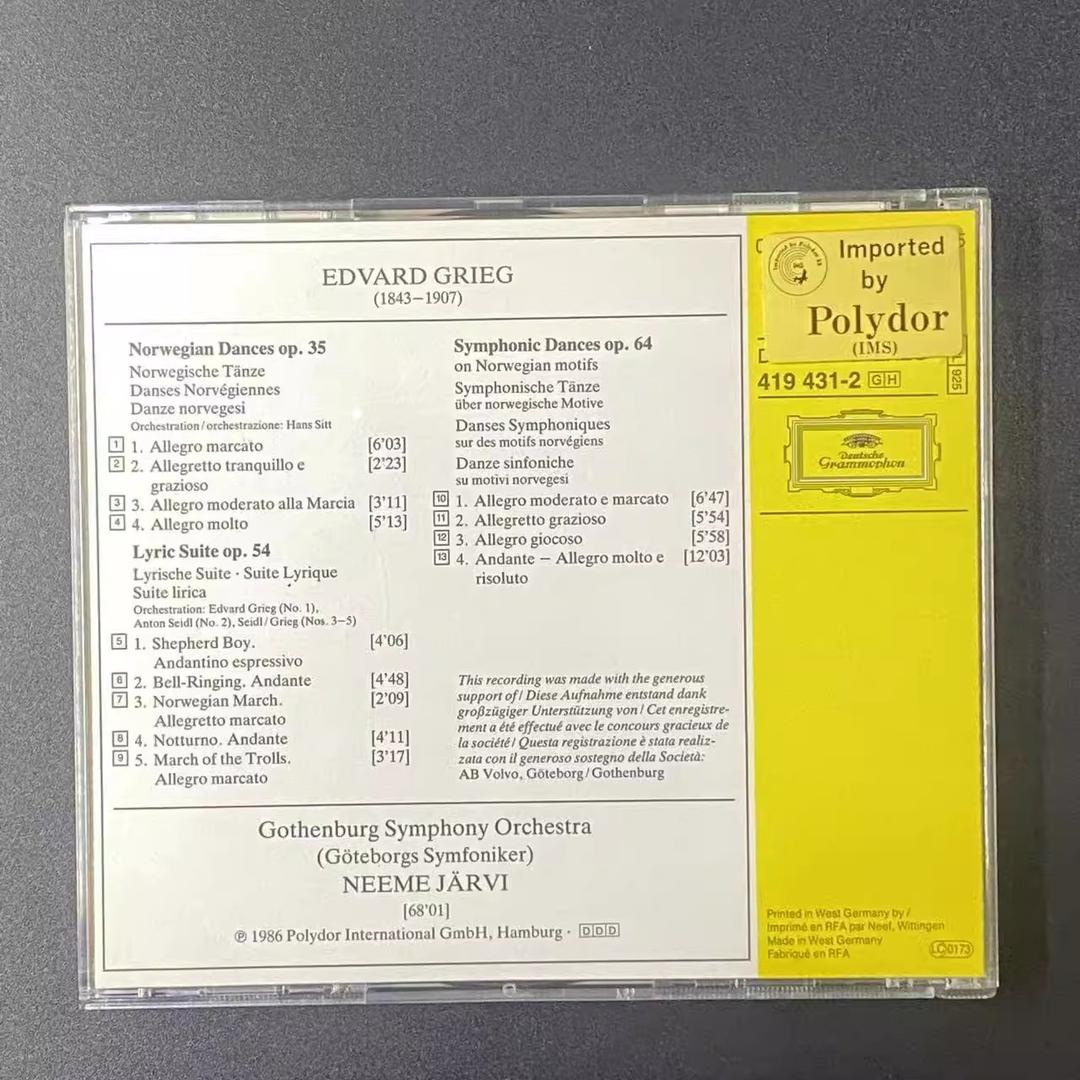 EDVARD GRIEG
(1843–1907)
Norwegian Dances op. 35
Norwegische Tänze
Danses Norvégiennes
Danze norvegesi
Orchestration/orchestrazione: Hans Sitt
1 1. Allegro marcato [6’03]
2 2. Allegretto tranquillo e [2’23]
grazioso
3 3. Allegro moderato alla Marcia [3’11]
4 4. Allegro molto [5’13]
Lyric Suite op. 54
Lyrische Suite · Suite Lyrique
Suite lirica
Orchestration: Edvard Grieg (No. 1),
Anton Seidl (No. 2), Seidl/Grieg (Nos. 3–5)
5 1. Shepherd Boy. [4’06]
Andantino espressivo
6 2. Bell-Ringing. Andante [4’48]
7 3. Norwegian March. [2’09]
Allegretto marcato
8 4. Notturno. Andante [4’11]
9 5. March of the Trolls. [3’17]
Allegro marcato
Symphonic Dances op. 64
on Norwegian motifs
Symphonische Tänze
über norwegische Motive
Danses Symphoniques
sur des motifs norvégiens
Danze sinfoniche
su motivi norvegesi
10 1. Allegro moderato e marcato [6’47]
11 2. Allegretto grazioso [5’54]
12 3. Allegro giocoso [5’58]
13 4. Andante – Allegro molto e [12’03]
risoluto
This recording was made with the generous
support of/ Diese Aufnahme entstand dank
großzügiger Unterstützung von/ Cet enregistre-
ment a été effectué avec le concours gracieux de
la société/ Questa registrazione è stata realiz-
zata con il generoso sostegno della Società:
AB Volvo, Göteborg/Gothenburg
Gothenburg Symphony Orchestra
(Göteborgs Symfoniker)
NEEME JÄRVI
[68’01]
℗ 1986 Polydor International GmbH, Hamburg · DDD
Imported
by
Polydor
(IMS)
419 431-2 GH
925
Deutsche
Grammophon
Printed in West Germany by /
Imprimé en RFA par Neef, Wittingen
Made in West Germany
Fabriqué en RFA
LC 0173